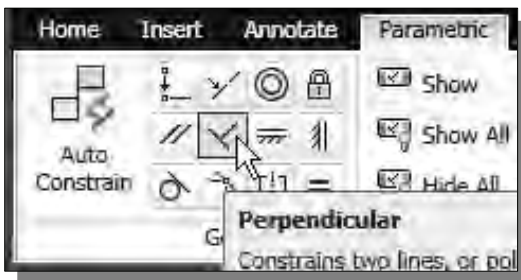 Home Insert Annotate Parametric
Show
Auto Constrain
Show All
Hide All
G
Perpendicular
Constrains two lines, or pol